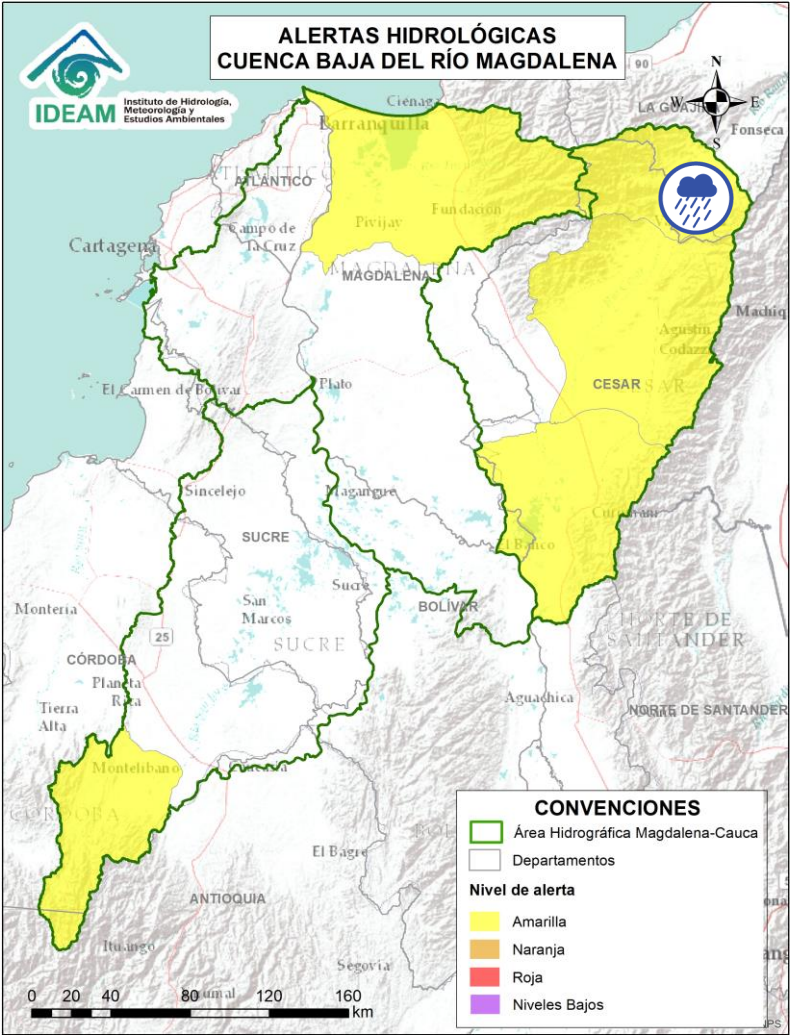 ALERTAS HIDROLÓGICAS
CUENCA BAJA DEL RÍO MAGDALENA
IDEAM
Instituto de Hidrología,
Meteorología y
Estudios Ambientales
N
W
E
S
90
Ciénaga
LA GUAJI
Fonseca
Barranquilla
ATLÁNTICO
ATLÁNTICO
Campo de
la Cruz
Pivijay
Fundación
Cartagena
MAGDALENA
MAGDALENA
Machiq
Agustín
Codazzi
CESAR
CESAR
El Carmen de Bolívar
Plato
Sincelejo
Magangué
Curumaní
El Banco
SUCRE
Sucre
San
Marcos
SUCRE
BOLÍVAR
Montería
25
NORTE DE
SANTANDER
CÓRDOBA
Planeta
Rica
Tierra
Alta
Aguachica
NORTE DE SANTANDER
Montelíbano
CÓRDOBA
El Bagre
ANTIOQUIA
Ituango
Segovia
0 20 40 80 120 160
km
CONVENCIONES
Área Hidrográfica Magdalena-Cauca
Departamentos
Nivel de alerta
Amarilla
Naranja
Roja
Niveles Bajos